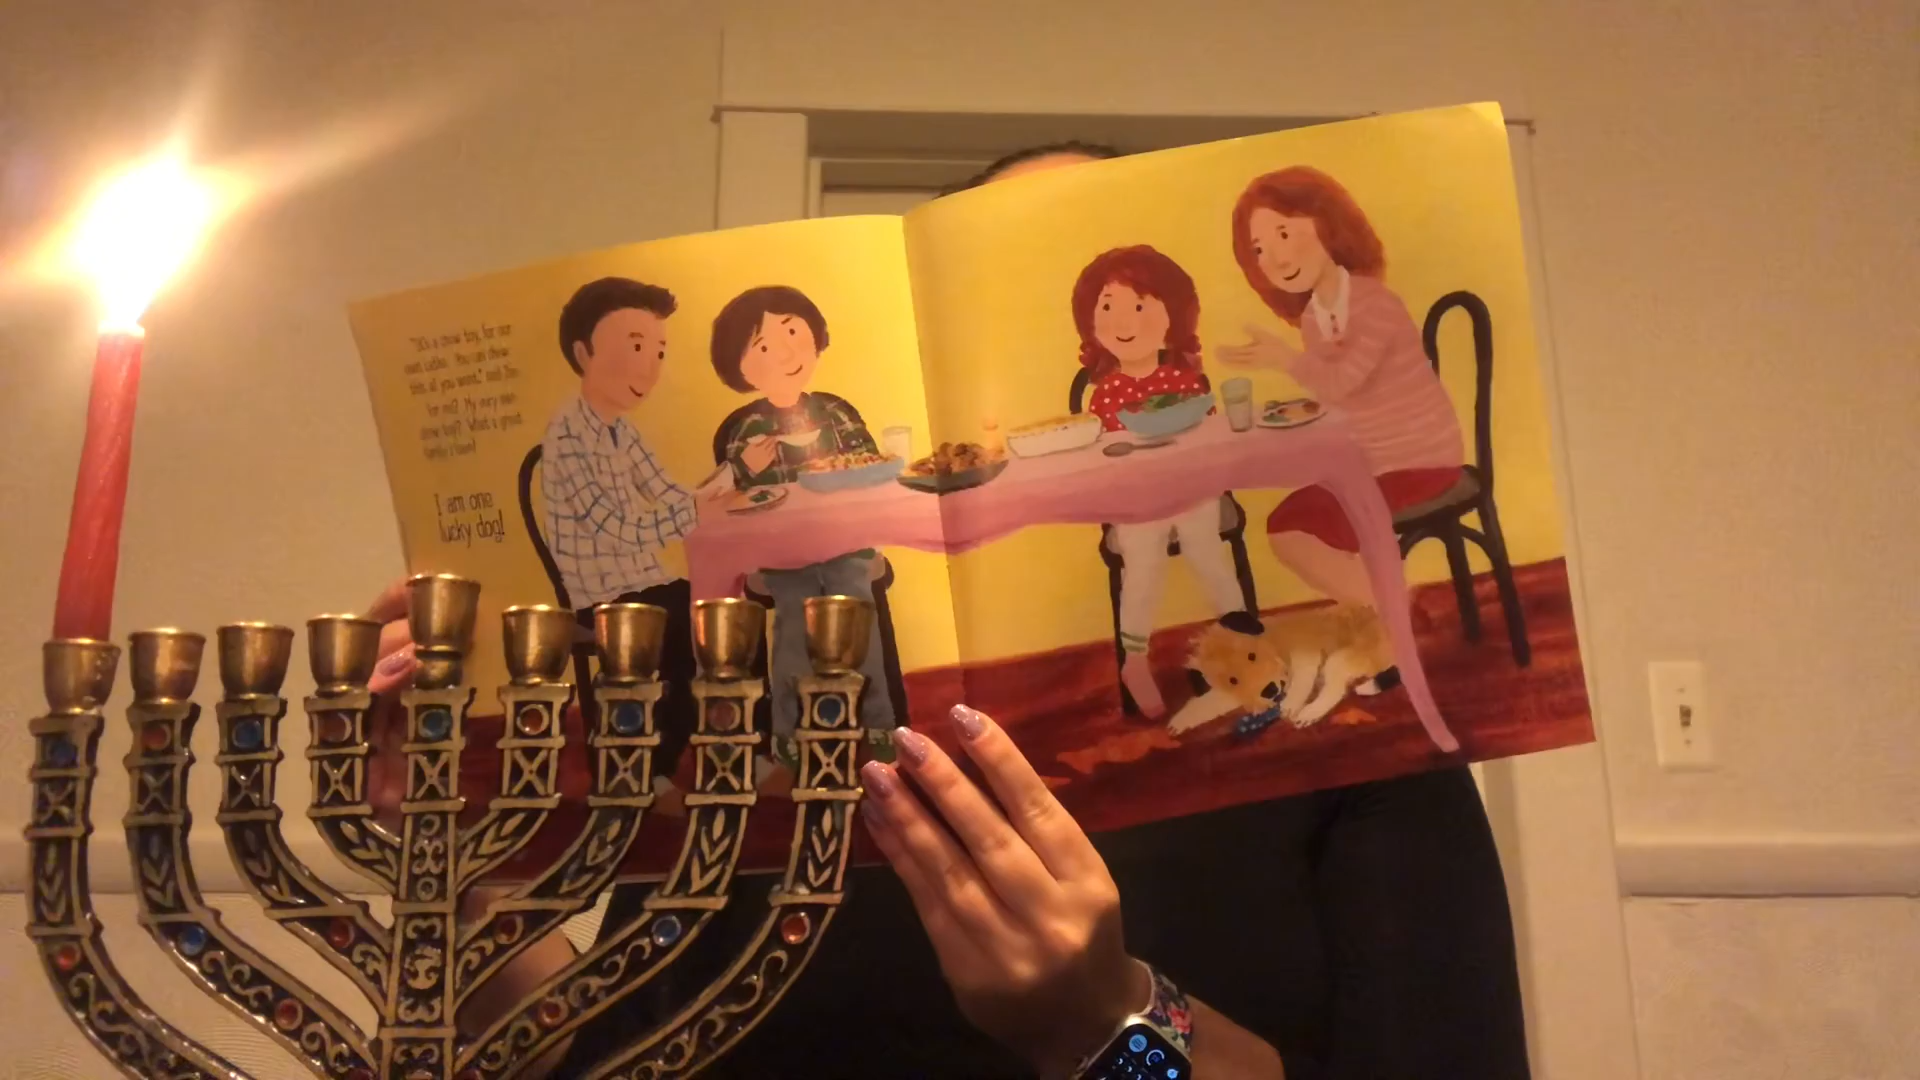 "It's a chew toy, for our
own Latke. You can chew
this all you want," said Zoe.
For me? My very own
chew toy? What a great
family I have!
I am one
lucky dog!